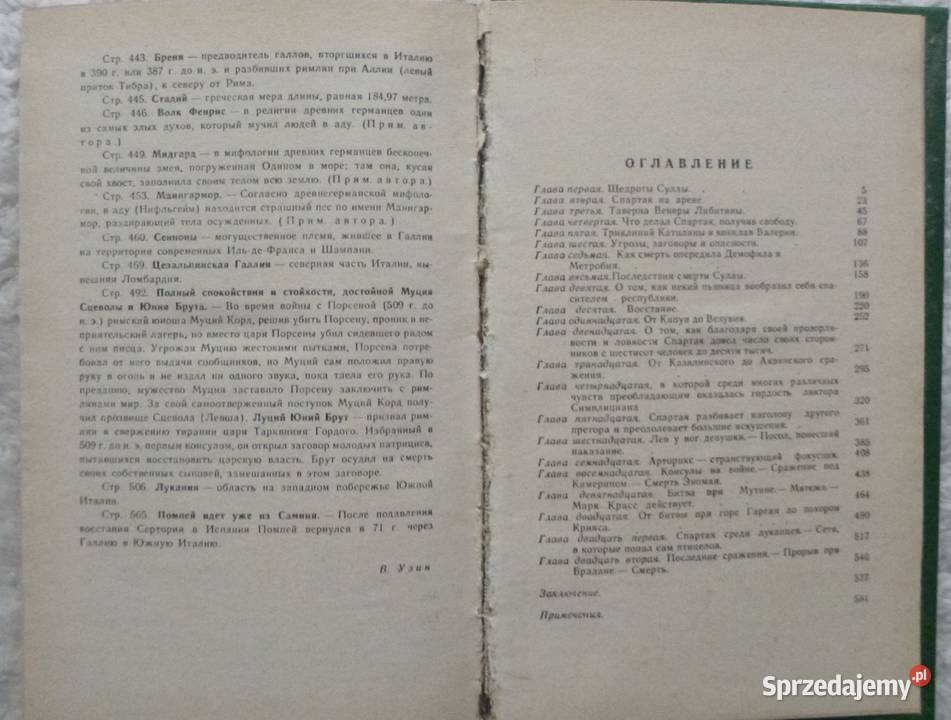 Стр. 443. Бренн — предводитель галлов, вторгшихся в Италию
в 390 г. или 387 г. до н. э. и разбивших римлян при Аллии (левый
приток Тибра), к северу от Рима.
Стр. 445. Стадий — греческая мера длины, равная 184,97 метра.
Стр. 446. Волк Фенрис — в религии древних германцев один
из самых злых духов, который мучил людей в аду. (Прим. ав-
тора.)
Стр. 449. Мидгард — в мифологии древних германцев бесконеч-
ной величины змея, погруженная Одином в море; там она, кусая
свой хвост, заполнила своим телом всю землю. (Прим. автора.)
Стр. 453. Манигармор. — Согласно древнегерманской мифоло-
гии, в аду (Нифльгейм) находится страшный пес по имени Манигар-
мор, раздирающий тела осужденных. (Прим. автора.)
Стр. 460. Сенноны — могущественное племя, жившее в Галлии
на территории современных Иль-де-Франса и Шампани.
Стр. 469. Цезальпинская Галлия — северная часть Италии, ны-
нешняя Ломбардия.
Стр. 492. Полный спокойствия и стойкости, достойной Муция
Сцеволы и Юния Брута. — Во время войны с Порсеной (509 г. до
н. э.) римский юноша Муций Корд, решив убить Порсену, проник в не-
приятельский лагерь, но вместо царя Порсены убил сидевшего рядом
с ним писца. Угрожая Муцию жестокими пытками, Порсена потре-
бовал от него выдачи сообщников, но Муций сам положил правую
руку в огонь и не издал ни одного звука, пока тлела его рука. По
преданию, мужество Муция заставило Порсену заключить с рим-
лянами мир. За свой самоотверженный поступок Муций Корд полу-
чил прозвище Сцевола (Левша). Луций Юний Брут — призвал рим-
лян к свержению тирании царя Тарквиния Гордого. Избранный в
509 г. до н. э. первым консулом, он открыл заговор молодых патрициев,
пытавшихся восстановить царскую власть. Брут осудил на смерть
своих собственных сыновей, замешанных в этом заговоре.
Стр. 506. Лукания — область на западном побережье Южной
Италии.
Стр. 565. Помпей идет уже из Самния. — После подавления
восстания Сертория в Испании Помпей вернулся в 71 г. через
Галлию в Южную Италию.
В. Узин
ОГЛАВЛЕНИЕ
Глава первая. Щедроты Суллы. 5
Глава вторая. Спартак на арене. 23
Глава третья. Таверна Венеры Либитины. 45
Глава четвертая. Что делал Спартак, получив свободу. 67
Глава пятая. Триклиний Катилины и конклав Валерии. 88
Глава шестая. Угрозы, заговоры и опасности. 107
Глава седьмая. Как смерть опередила Демофила и
Метробия. 136
Глава восьмая. Последствия смерти Суллы. 158
Глава девятая. О том, как некий пьяница вообразил себя спа-
сителем республики. 190
Глава десятая. Восстание. 220
Глава одиннадцатая. От Капуи до Везувия. 252
Глава двенадцатая. О том, как благодаря своей прозорли-
вости и ловкости Спартак довел число своих сторон-
ников с шестисот человек до десяти тысяч. 271
Глава тринадцатая. От Казилинского до Аквинского сра-
жения. 295
Глава четырнадцатая, в которой среди многих различных
чувств преобладающим оказалась гордость ликтора
Симплициана 320
Глава пятнадцатая. Спартак разбивает наголову другого
претора и преодолевает большие искушения. 361
Глава шестнадцатая. Лев у ног девушки.— Посол, понесший
наказание. 385
Глава семнадцатая. Арторикс — странствующий фокусник. 408
Глава восемнадцатая. Консулы на войне.— Сражение под
Камерином — Смерть Эномая. 438
Глава девятнадцатая. Битва при Мутине.— Мятеж.—
Марк Красс действует. 464
Глава двадцатая. От битвы при горе Гарган до похорон
Крикса. 490
Глава двадцать первая. Спартак среди луканцев.— Сети,
в которые попал сам птицелов. 517
Глава двадцать вторая. Последние сражения.— Прорыв при
Брадане — Смерть. 546
Заключение. 577
Примечания. 581
Sprzedajemy.pl